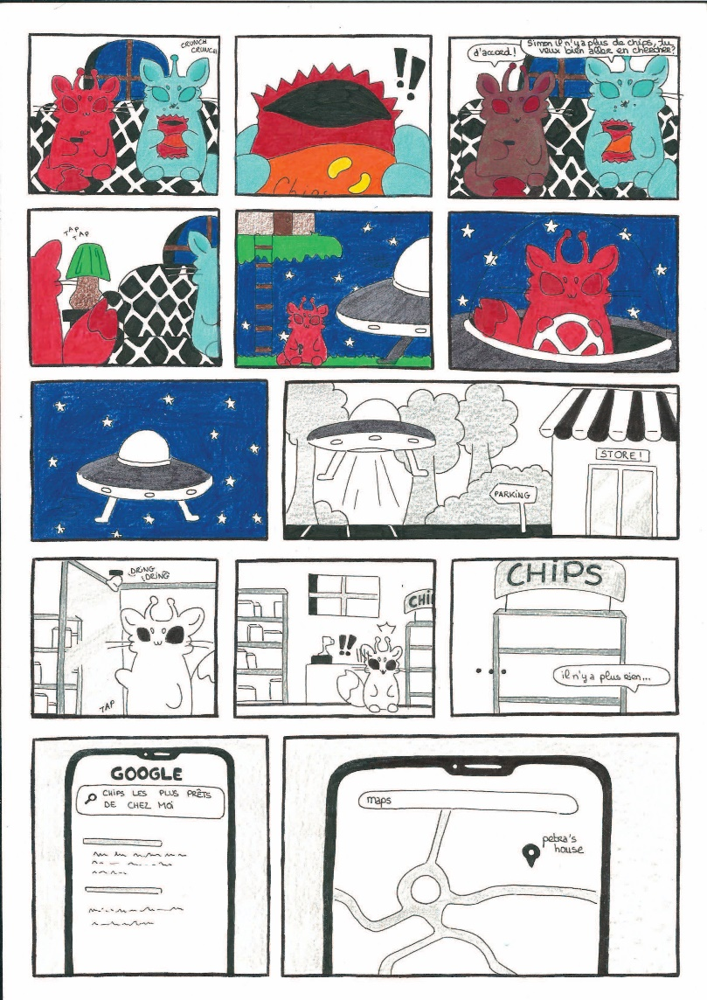 CRUNCH
CRUNCH
!!
Chips
d'accord!
Simon il n'y a plus de chips, tu
veux bien aller en chercher?
TAP
TAP
STORE!
PARKING
DRING
DRING
TAP
!!
CHI
CHiPS
...
il n'y a plus rien...
GOOGLE
CHIPS LES PLUS PRÊTS
DE CHEZ MOI
maps
petra's
house